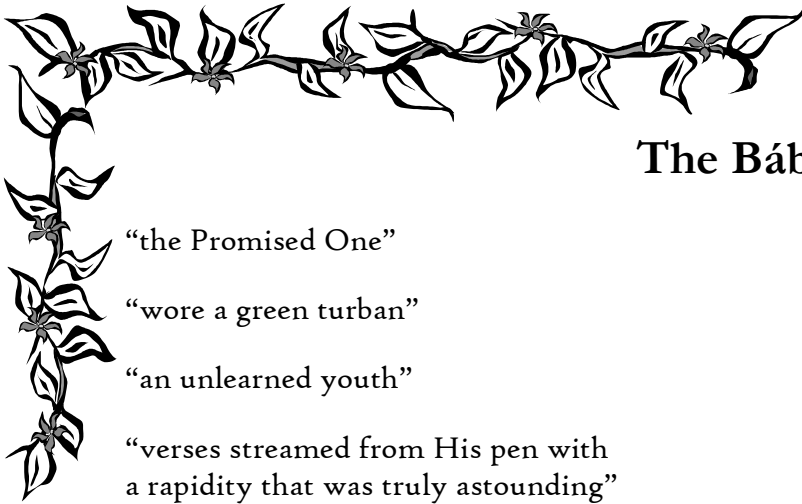 The Báb
“the Promised One”
“wore a green turban”
“an unlearned youth”
“verses streamed from His pen with
a rapidity that was truly astounding”